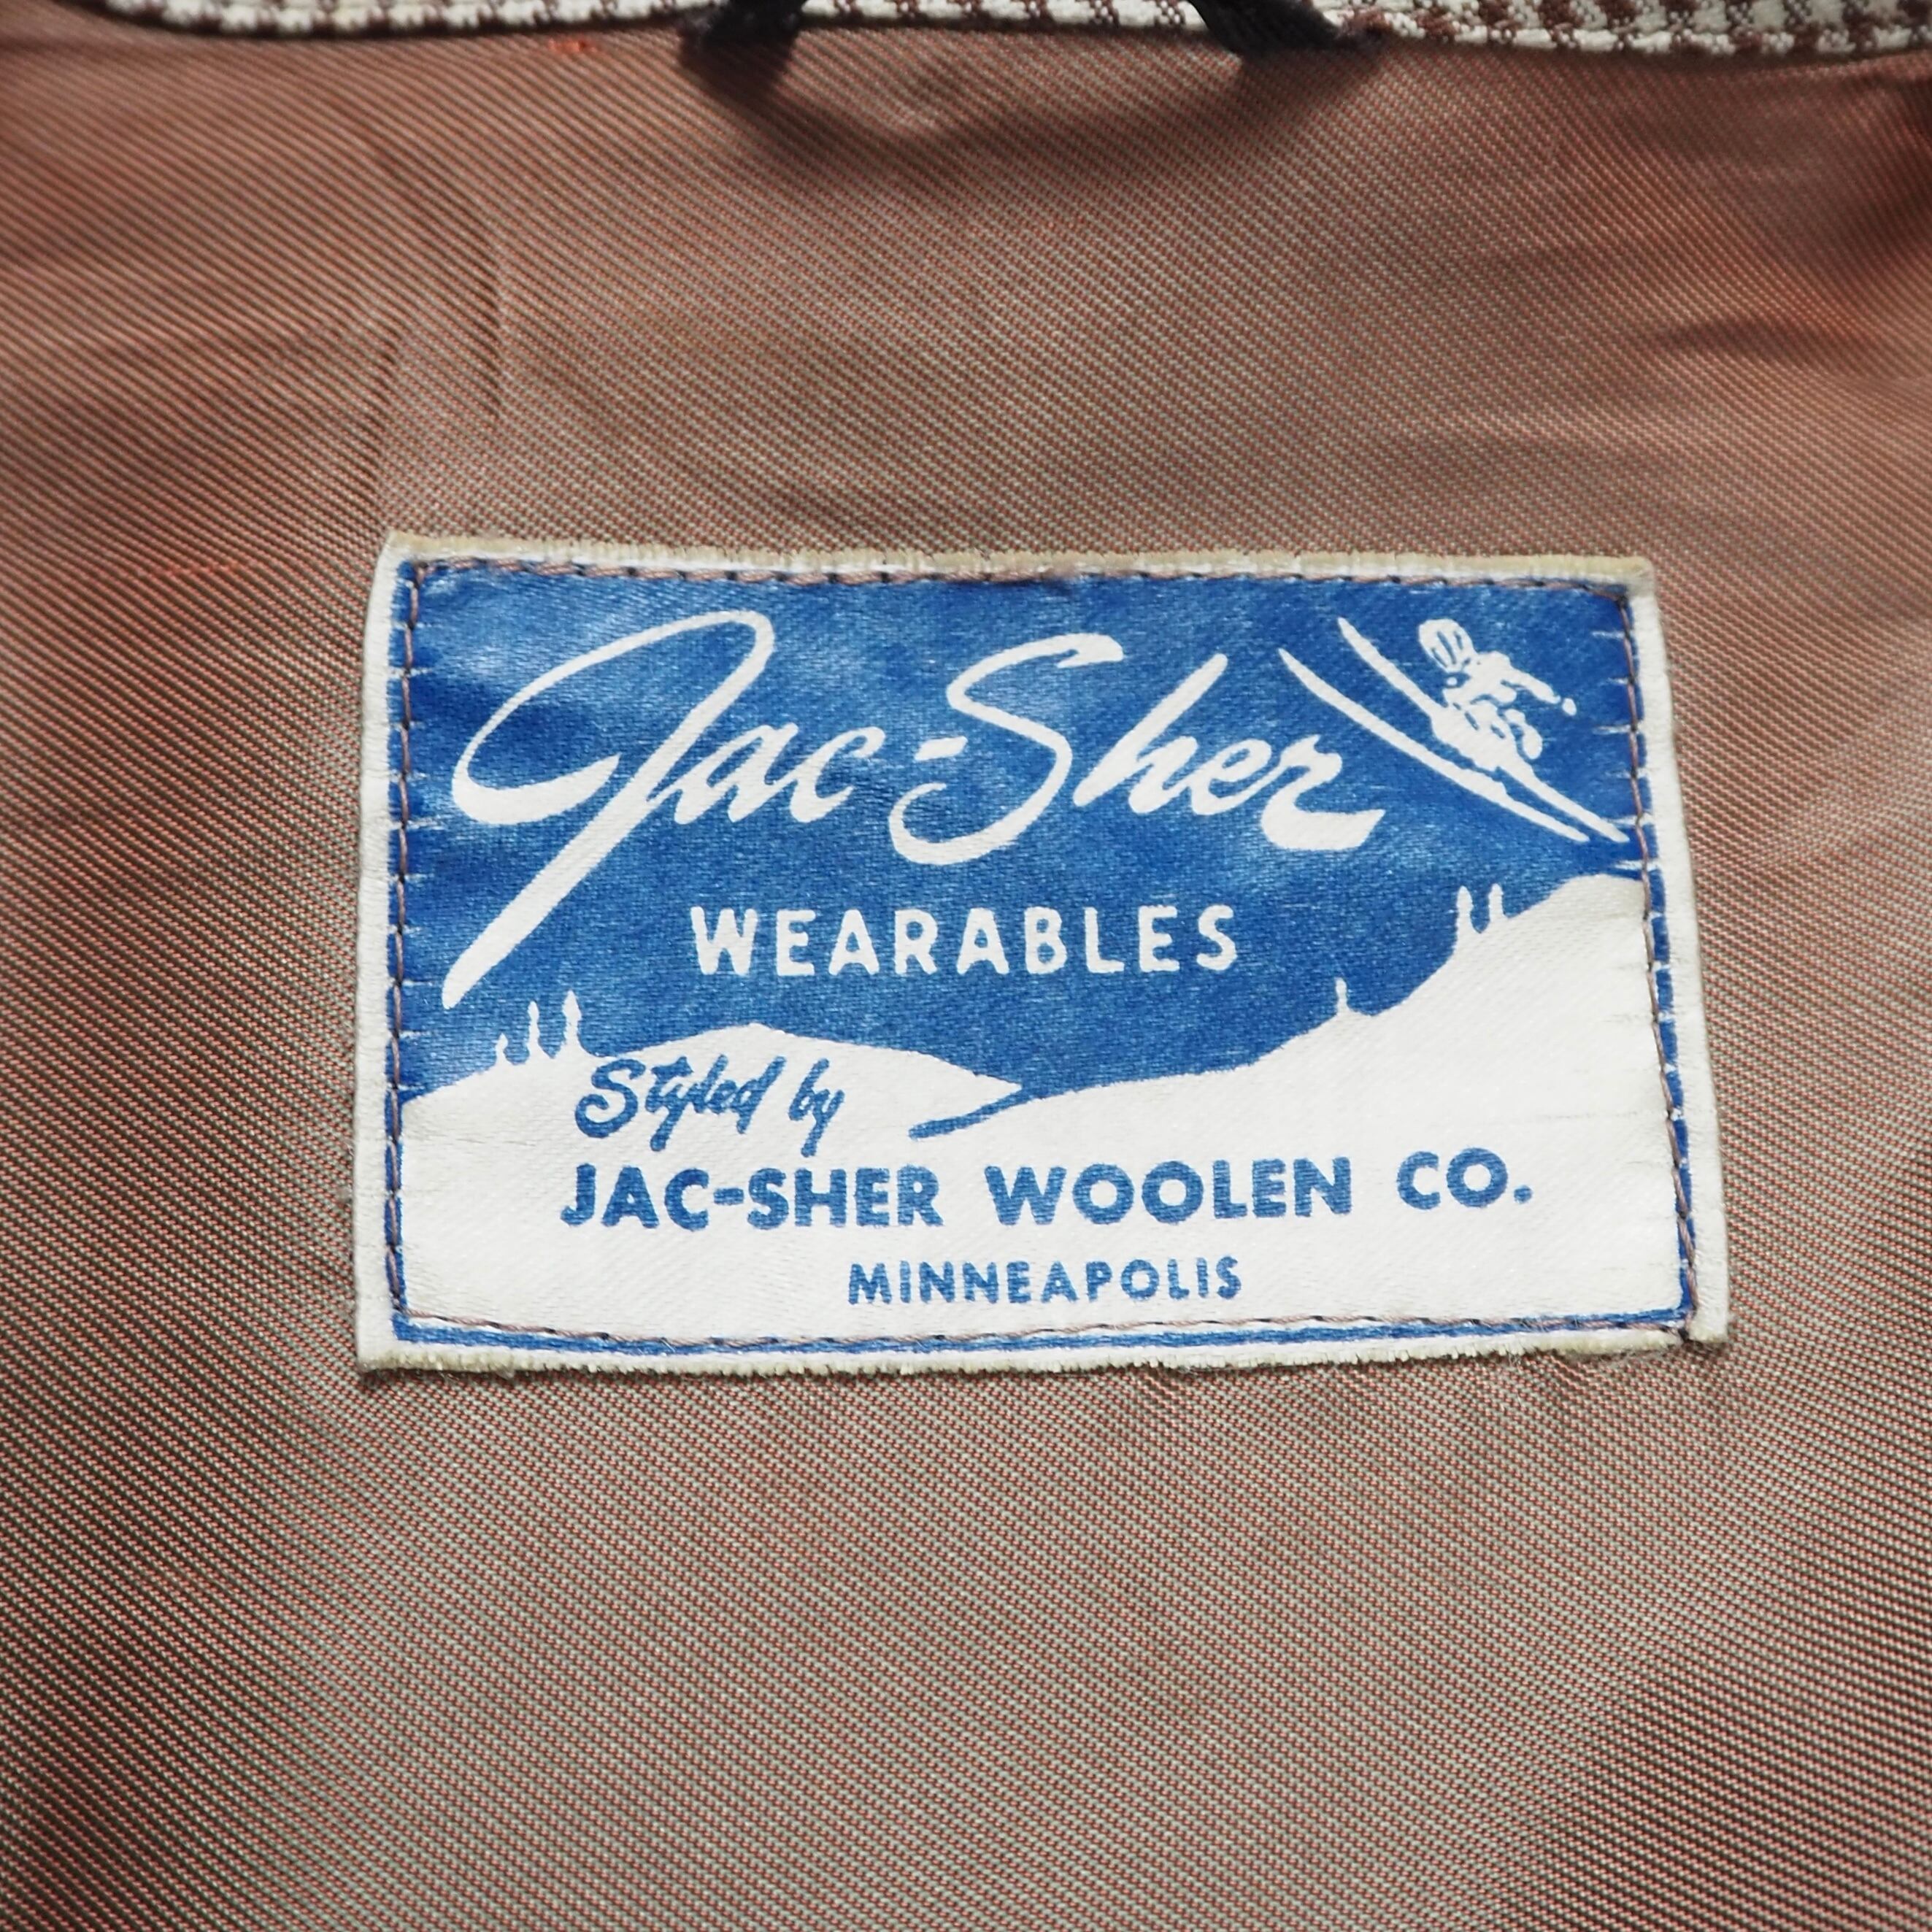 Jac-Sher
WEARABLES
Styled by
JAC-SHER WOOLEN CO.
MINNEAPOLIS